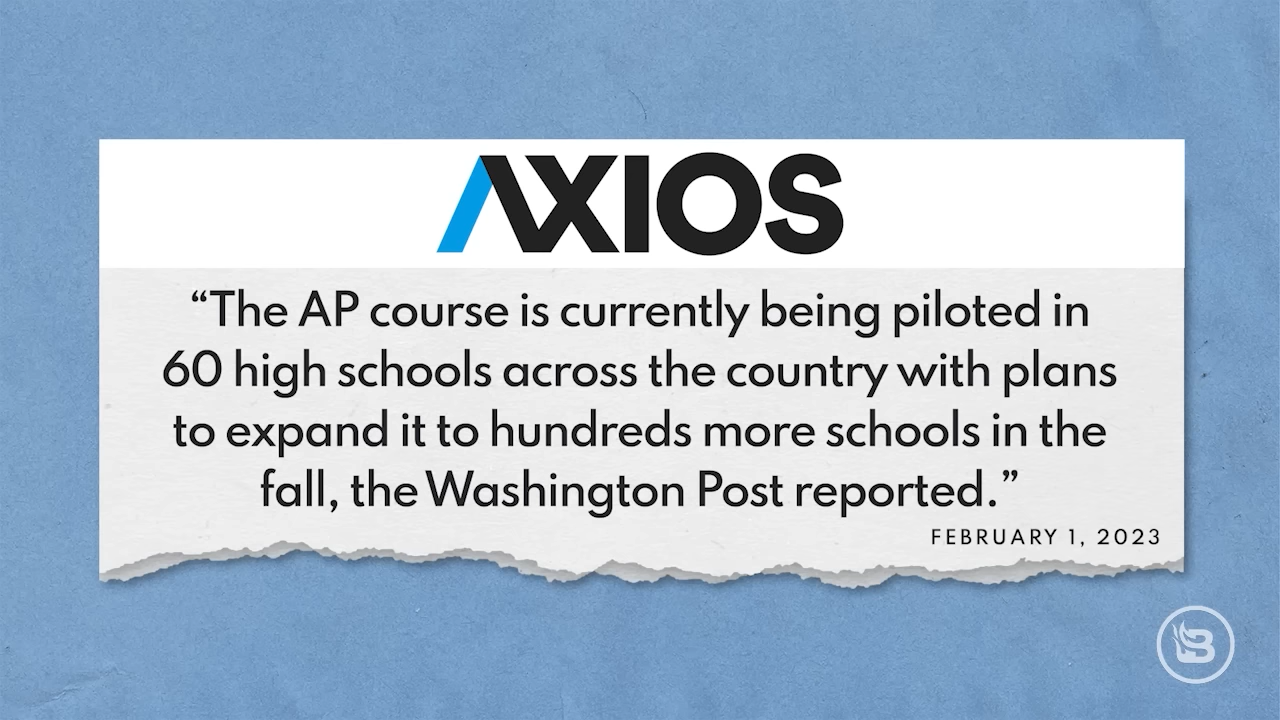 AXIOS
“The AP course is currently being piloted in
60 high schools across the country with plans
to expand it to hundreds more schools in the
fall, the Washington Post reported.”
FEBRUARY 1, 2023
B